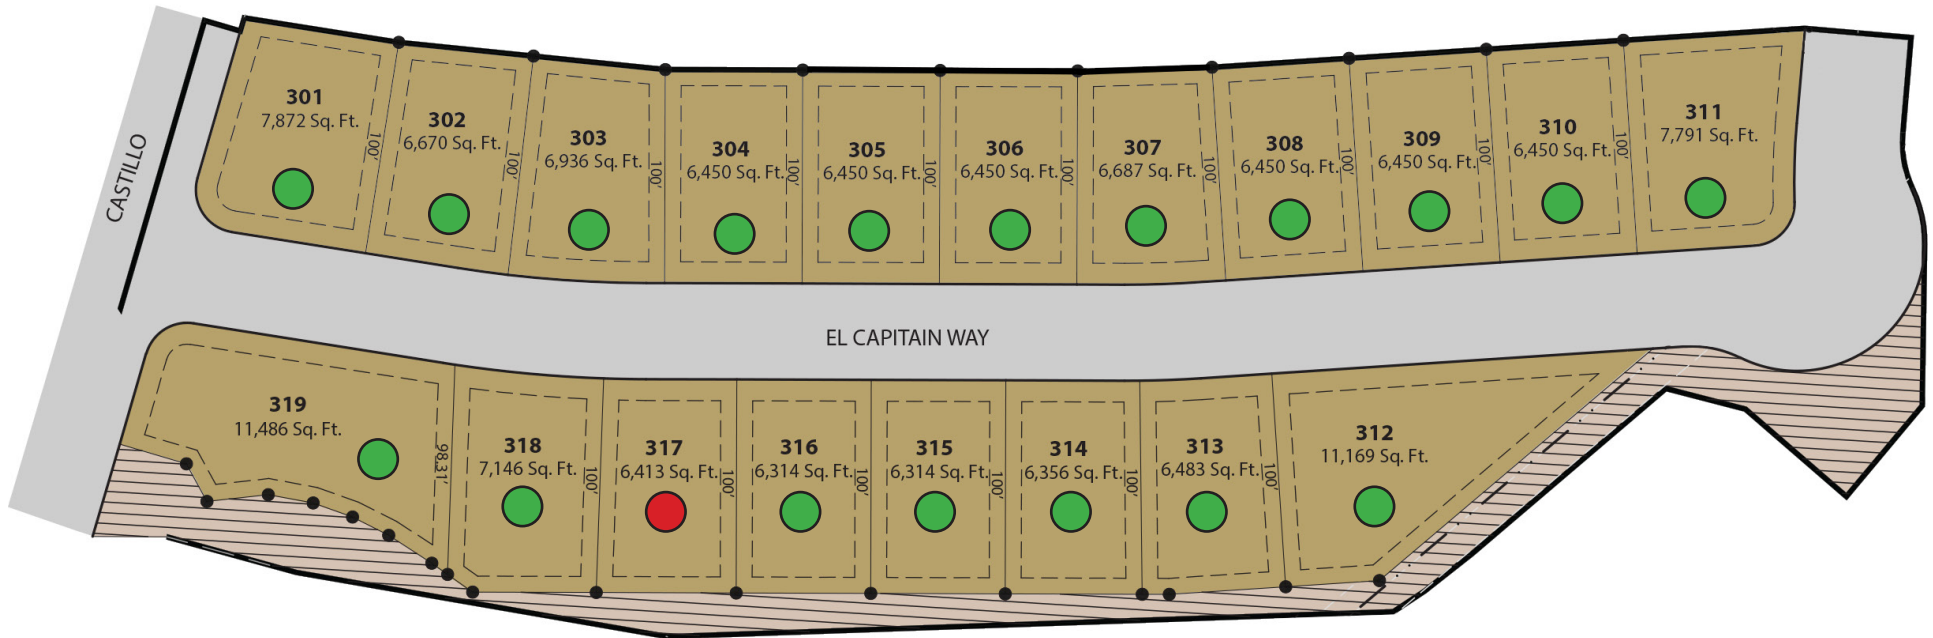 CASTILLO
301
7,872 Sq. Ft.
100'
302
6,670 Sq. Ft.
100'
303
6,936 Sq. Ft.
100'
304
6,450 Sq. Ft.
100'
305
6,450 Sq. Ft.
100'
306
6,450 Sq. Ft.
100'
307
6,687 Sq. Ft.
100'
308
6,450 Sq. Ft.
100'
309
6,450 Sq. Ft.
100'
310
6,450 Sq. Ft.
100'
311
7,791 Sq. Ft.
EL CAPITAIN WAY
319
11,486 Sq. Ft.
98.31'
318
7,146 Sq. Ft.
100'
317
6,413 Sq. Ft.
100'
316
6,314 Sq. Ft.
100'
315
6,314 Sq. Ft.
100'
314
6,356 Sq. Ft.
100'
313
6,483 Sq. Ft.
100'
312
11,169 Sq. Ft.